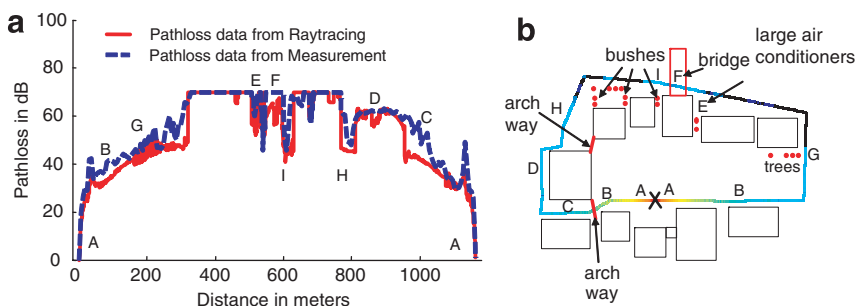 a
100
80
60
40
20
0
Pathloss in dB
Pathloss data from Raytracing
Pathloss data from Measurement
A
B
G
E F
I
H
D
C
A
0 200 400 600 800 1000
Distance in meters
b
large air
conditioners
bushes
I
F
bridge
arch
way
H
E
D
G
trees
C
B
A
A
B
arch
way